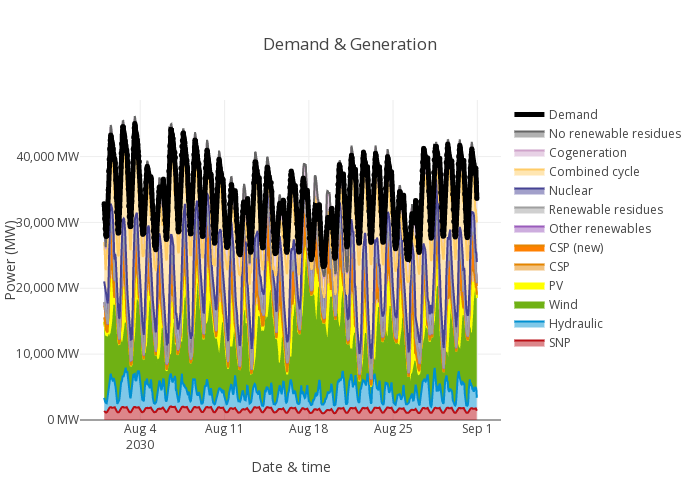 Demand & Generation
Power (MW)
40,000 MW
30,000 MW
20,000 MW
10,000 MW
0 MW
Aug 4
2030
Aug 11
Aug 18
Aug 25
Sep 1
Date & time
Demand
No renewable residues
Cogeneration
Combined cycle
Nuclear
Renewable residues
Other renewables
CSP (new)
CSP
PV
Wind
Hydraulic
SNP